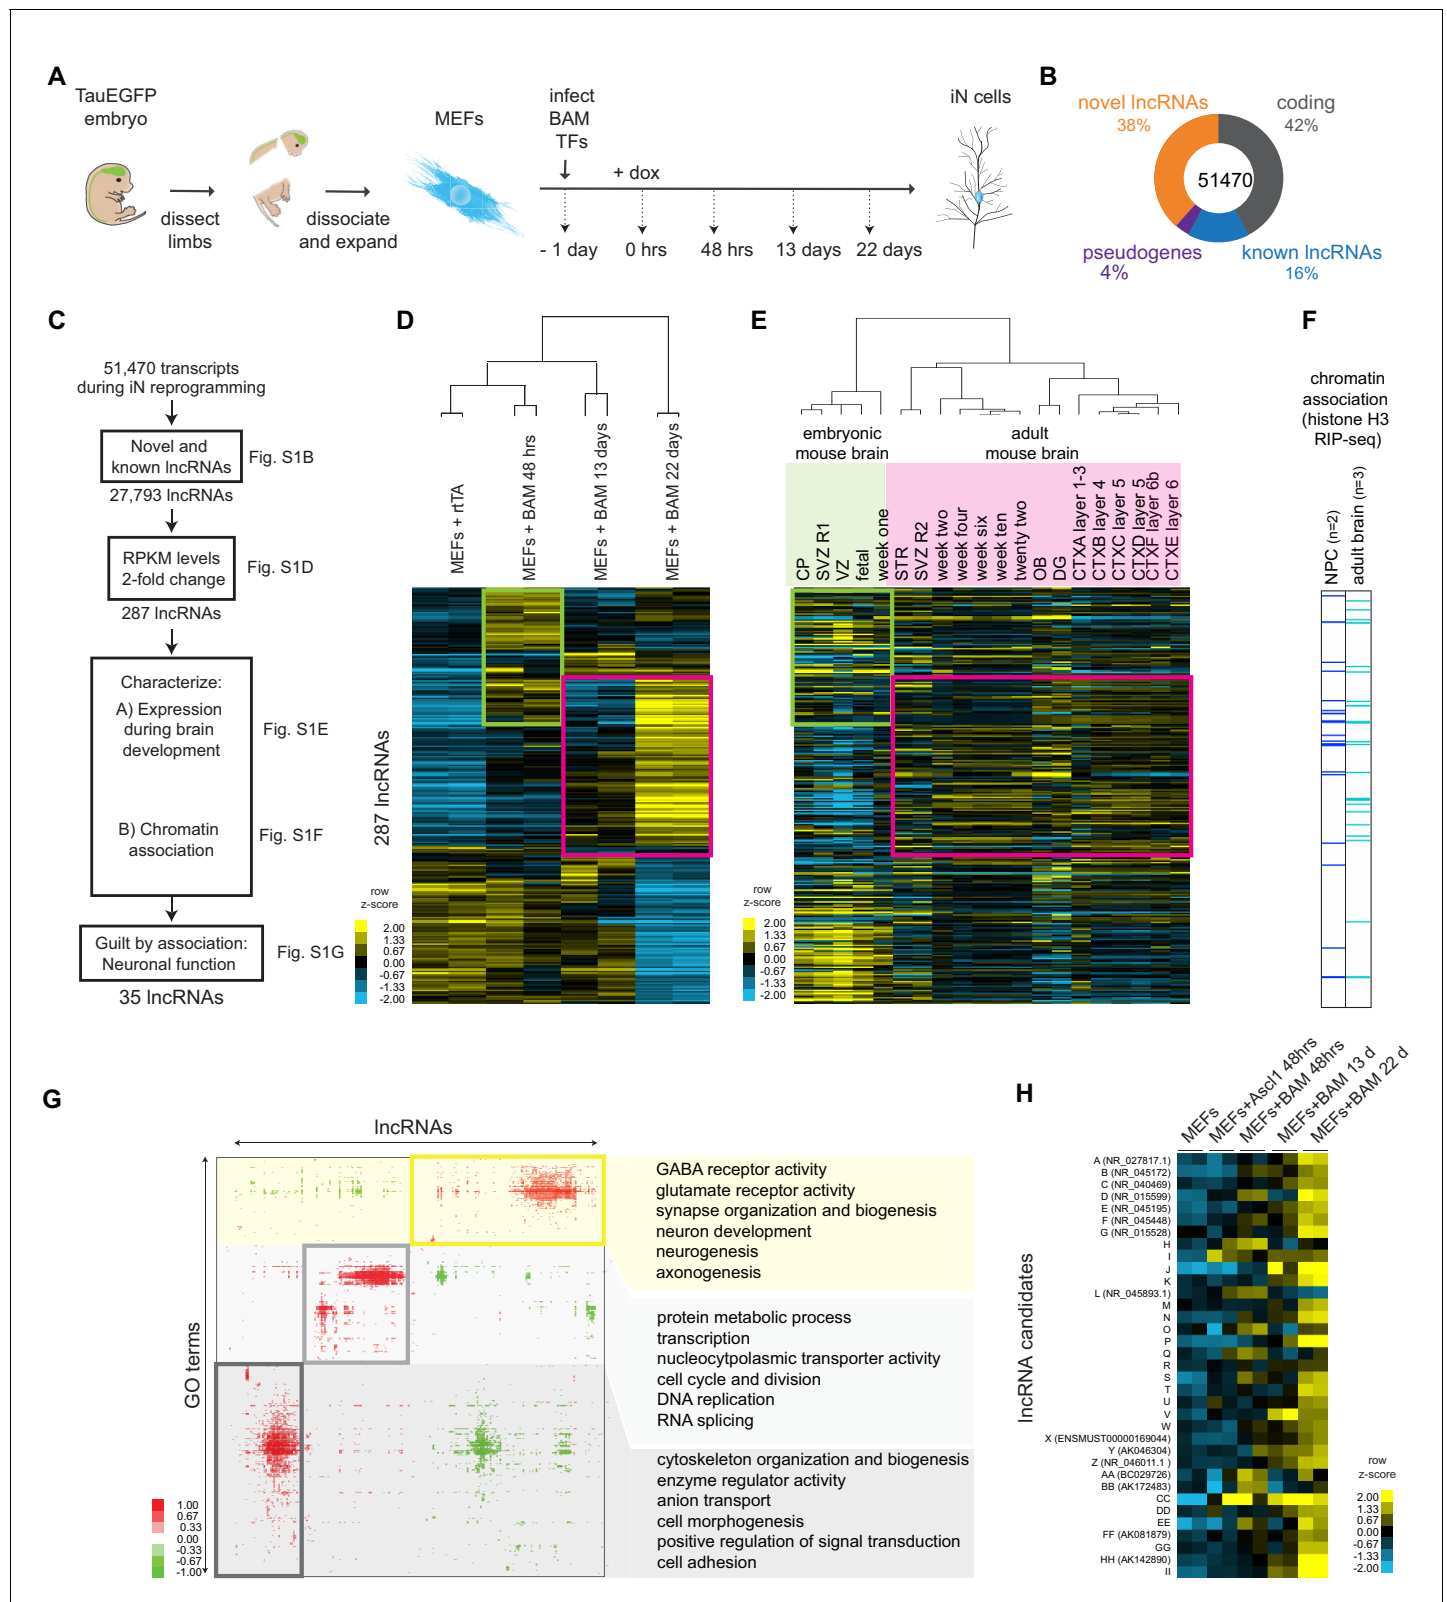 A
TauEGFP
embryo
dissect
limbs
dissociate
and expand
MEFs
infect
BAM
TFs
+ dox
- 1 day
0 hrs
48 hrs
13 days
22 days
iN cells
B
novel lncRNAs
38%
coding
42%
51470
pseudogenes
4%
known lncRNAs
16%
C
51,470 transcripts
during iN reprogramming
Novel and
known lncRNAs
Fig. S1B
27,793 lncRNAs
RPKM levels
2-fold change
Fig. S1D
287 lncRNAs
Characterize:
A) Expression
during brain
development
Fig. S1E
B) Chromatin
association
Fig. S1F
Guilt by association:
Neuronal function
Fig. S1G
35 lncRNAs
D
MEFs + rtTA
MEFs + BAM 48 hrs
MEFs + BAM 13 days
MEFs + BAM 22 days
287 lncRNAs
row
z-score
2.00
1.33
0.67
0.00
-0.67
-1.33
-2.00
E
embryonic
mouse brain
adult
mouse brain
CP
SVZ R1
VZ
fetal
week one
STR
SVZ R2
week two
week four
week six
week ten
twenty two
OB
DG
CTXA layer 1-3
CTXB layer 4
CTXC layer 5
CTXD layer 5
CTXF layer 6b
CTXE layer 6
row
z-score
2.00
1.33
0.67
0.00
-0.67
-1.33
-2.00
F
chromatin
association
(histone H3
RIP-seq)
NPC (n=2)
adult brain (n=3)
G
lncRNAs
GO terms
1.00
0.67
0.33
0.00
-0.33
-0.67
-1.00
GABA receptor activity
glutamate receptor activity
synapse organization and biogenesis
neuron development
neurogenesis
axonogenesis
protein metabolic process
transcription
nucleocytpolasmic transporter activity
cell cycle and division
DNA replication
RNA splicing
cytoskeleton organization and biogenesis
enzyme regulator activity
anion transport
cell morphogenesis
positive regulation of signal transduction
cell adhesion
H
MEFs
MEFs+Ascl1 48hrs
MEFs+BAM 48hrs
MEFs+BAM 13 d
MEFs+BAM 22 d
lncRNA candidates
A (NR_027817.1)
B (NR_045172)
C (NR_040469)
D (NR_015599)
E (NR_045195)
F (NR_045448)
G (NR_015528)
H
I
J
K
L (NR_045893.1)
M
N
O
P
Q
R
S
T
U
V
W
X (ENSMUST00000169044)
Y (AK046304)
Z (NR_046011.1 )
AA (BC029726)
BB (AK172483)
CC
DD
EE
FF (AK081879)
GG
HH (AK142890)
II
row
z-score
2.00
1.33
0.67
0.00
-0.67
-1.33
-2.00